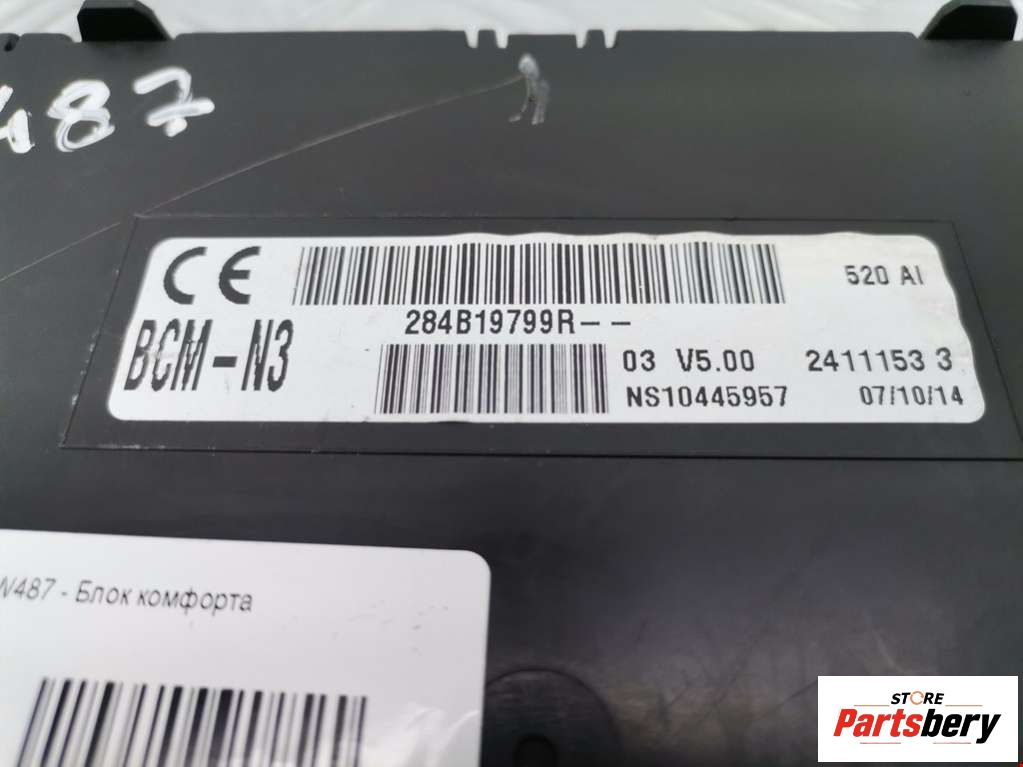 487
CE
520 AI
284B19799R--
BCM-N3
03 V5.00
2411153 3
NS10445957
07/10/14
W487 - Блок комфорта
STORE
Partsbery